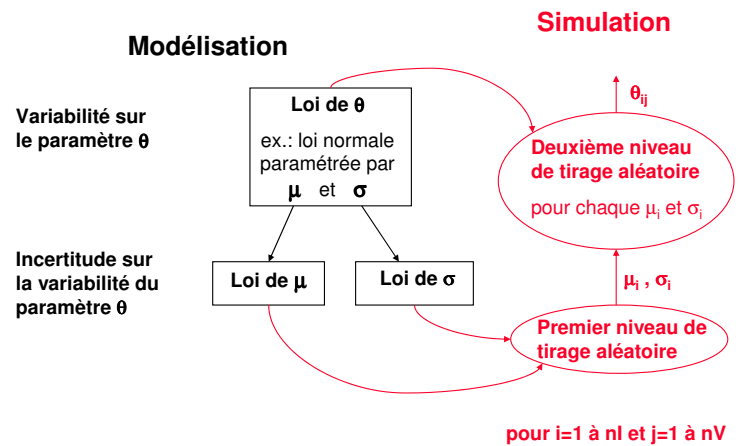 Simulation
Modélisation
Variabilité sur
le paramètre θ
Loi de θ
ex.: loi normale
paramétrée par
μ et σ
θij
Deuxième niveau
de tirage aléatoire
pour chaque μi et σi
Incertitude sur
la variabilité du
paramètre θ
Loi de μ
Loi de σ
μi , σi
Premier niveau de
tirage aléatoire
pour i=1 à nI et j=1 à nV